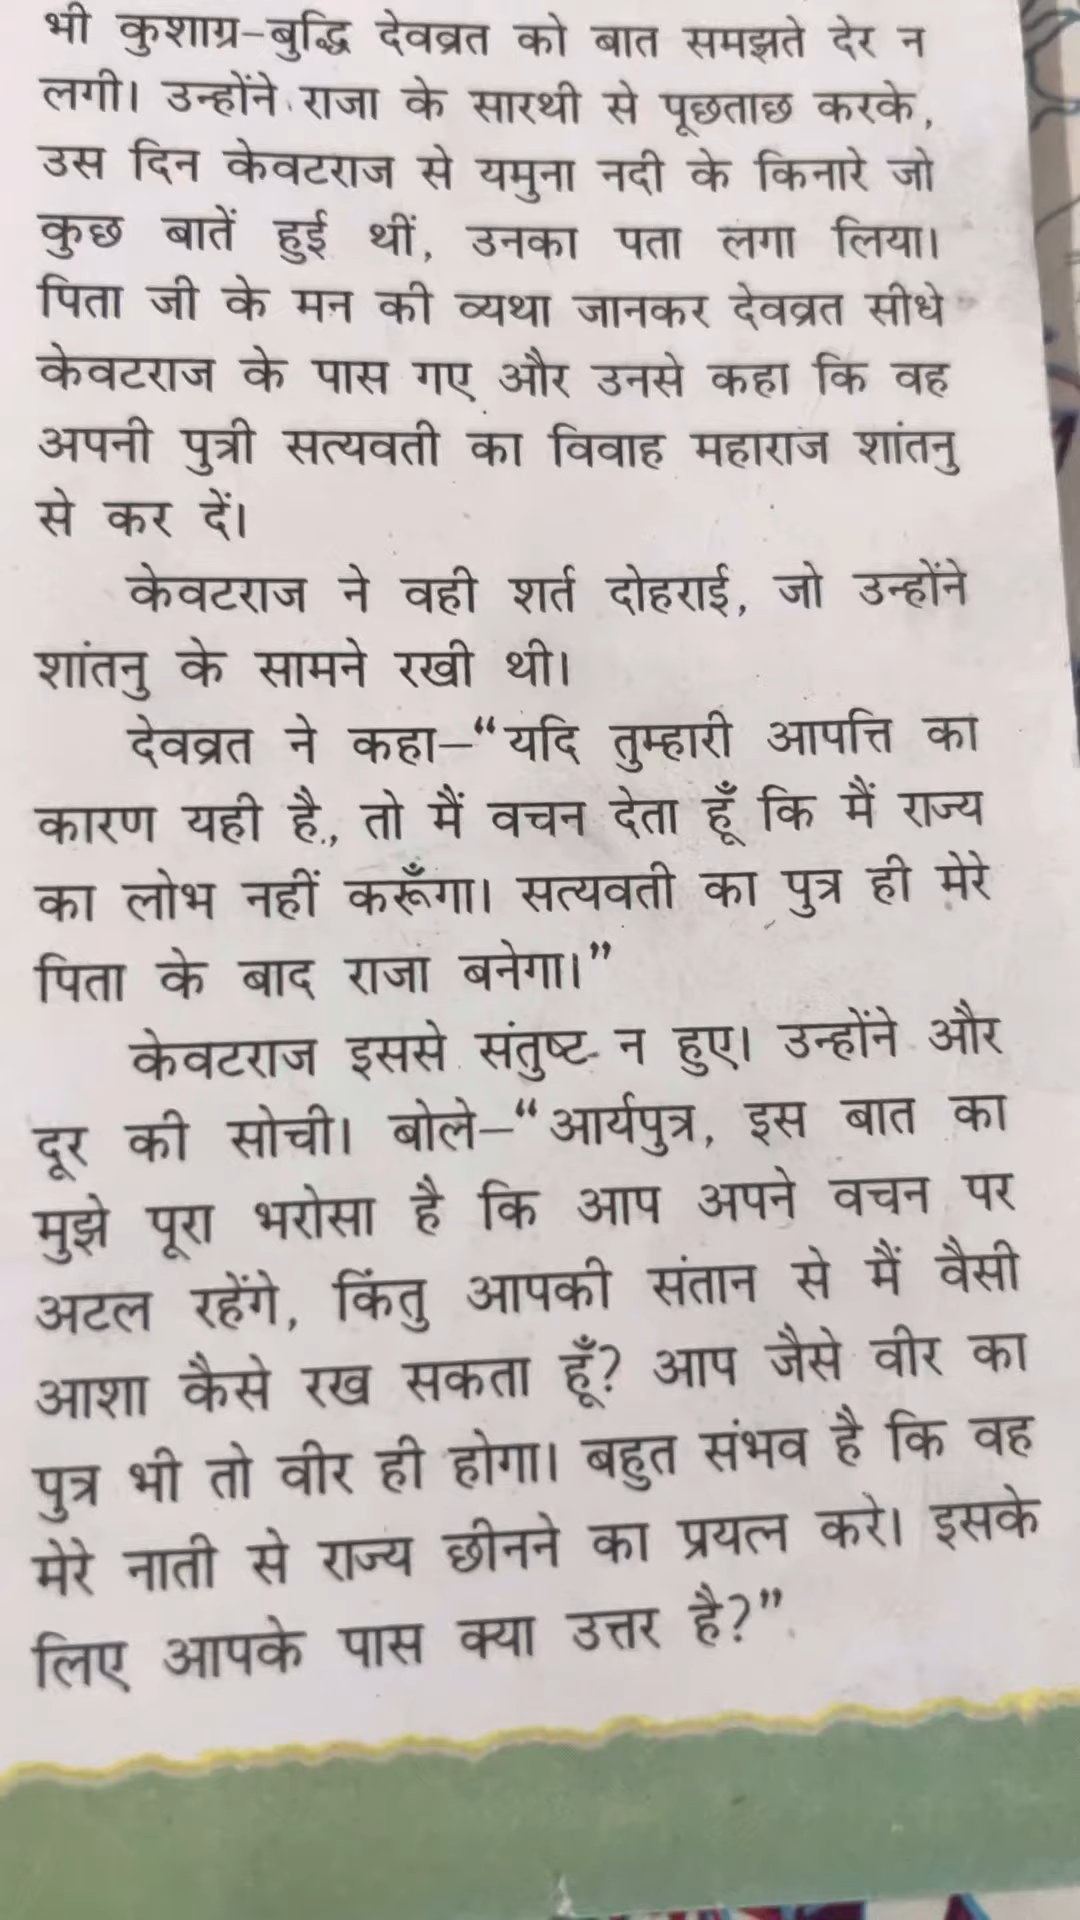 भी कुशाग्र-बुद्धि देवव्रत को बात समझते देर न
लगी। उन्होंने राजा के सारथी से पूछताछ करके,
उस दिन केवटराज से यमुना नदी के किनारे जो
कुछ बातें हुई थीं, उनका पता लगा लिया।
पिता जी के मन की व्यथा जानकर देवव्रत सीधे
केवटराज के पास गए और उनसे कहा कि वह
अपनी पुत्री सत्यवती का विवाह महाराज शांतनु
से कर दें।
केवटराज ने वही शर्त दोहराई, जो उन्होंने
शांतनु के सामने रखी थी।
देवव्रत ने कहा–“यदि तुम्हारी आपत्ति का
कारण यही है, तो मैं वचन देता हूँ कि मैं राज्य
का लोभ नहीं करूँगा। सत्यवती का पुत्र ही मेरे
पिता के बाद राजा बनेगा।”
केवटराज इससे संतुष्ट न हुए। उन्होंने और
दूर की सोची। बोले–“आर्यपुत्र, इस बात का
मुझे पूरा भरोसा है कि आप अपने वचन पर
अटल रहेंगे, किंतु आपकी संतान से मैं वैसी
आशा कैसे रख सकता हूँ? आप जैसे वीर का
पुत्र भी तो वीर ही होगा। बहुत संभव है कि वह
मेरे नाती से राज्य छीनने का प्रयत्न करे। इसके
लिए आपके पास क्या उत्तर है?”